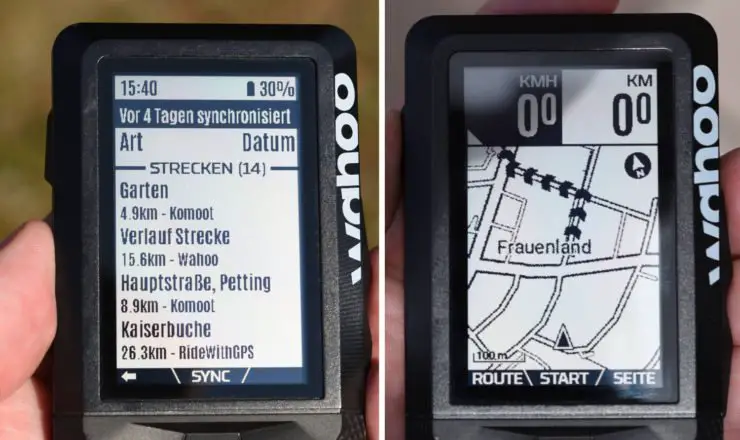 15:40 30%
Vor 4 Tagen synchronisiert
Art Datum
STRECKEN (14)
Garten
4.9km - Komoot
Verlauf Strecke
15.6km - Wahoo
Hauptstraße, Petting
8.9km - Komoot
Kaiserbuche
26.3km - RideWithGPS
SYNC
wahoo
KMH KM
00 00
Frauenland
100 m
ROUTE START SEITE
wahoo